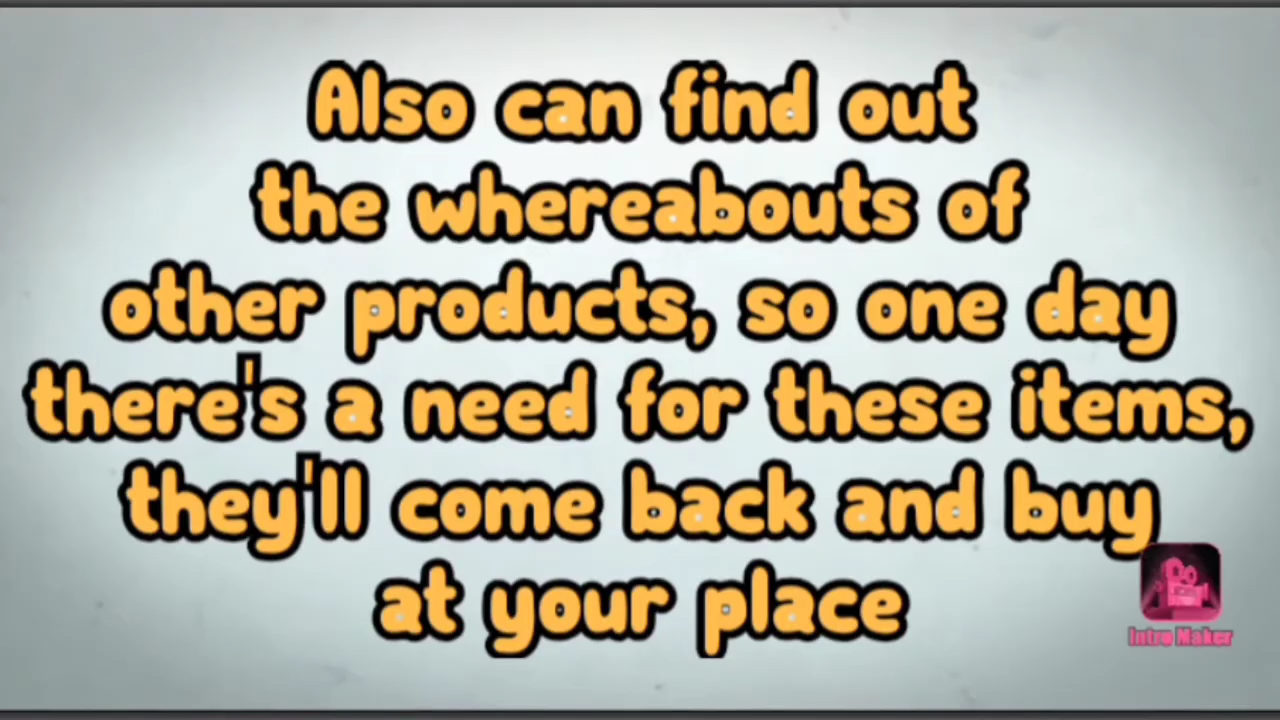 Also can find out
the whereabouts of
other products, so one day
there's a need for these items,
they'll come back and buy
at your place
Intro Maker